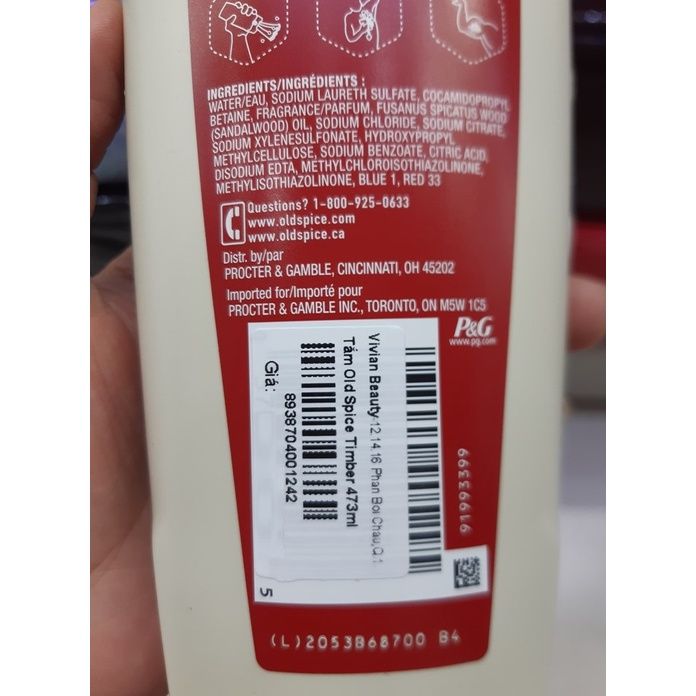 INGREDIENTS/INGRÉDIENTS :
WATER/EAU, SODIUM LAURETH SULFATE, COCAMIDOPROPYL
BETAINE, FRAGRANCE/PARFUM, FUSANUS SPICATUS WOOD
(SANDALWOOD) OIL, SODIUM CHLORIDE, SODIUM CITRATE,
SODIUM XYLENESULFONATE, HYDROXYPROPYL
METHYLCELLULOSE, SODIUM BENZOATE, CITRIC ACID,
DISODIUM EDTA, METHYLCHLOROISOTHIAZOLINONE,
METHYLISOTHIAZOLINONE, BLUE 1, RED 33
Questions? 1-800-925-0633
www.oldspice.com
www.oldspice.ca
Distr. by/par
PROCTER & GAMBLE, CINCINNATI, OH 45202
Imported for/Importé pour
PROCTER & GAMBLE INC., TORONTO, ON M5W 1C5
P&G
www.pg.com
Vivian Beauty-12.14.16 Phan Boi Chau,Q.1
Tắm Old Spice Timber 473ml
8938704001242
Giá:
5
91699399
(L)2053B68700 B4